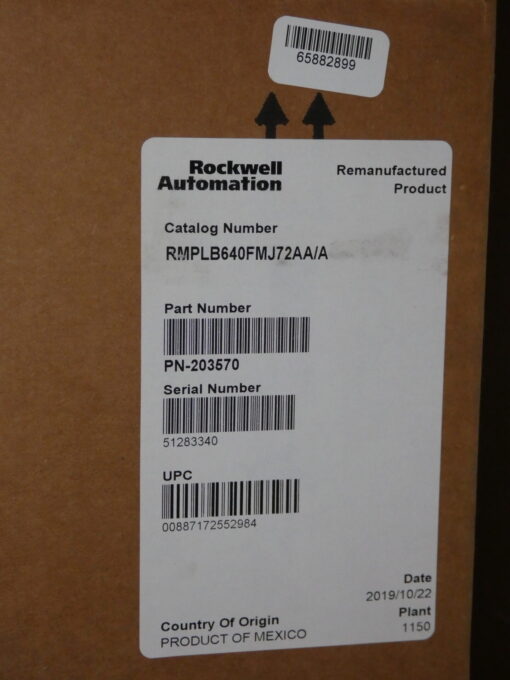 65882899
Rockwell
Automation
Remanufactured
Product
Catalog Number
RMPLB640FMJ72AA/A
Part Number
PN-203570
Serial Number
51283340
UPC
00887172552984
Date
2019/10/22
Plant
1150
Country Of Origin
PRODUCT OF MEXICO